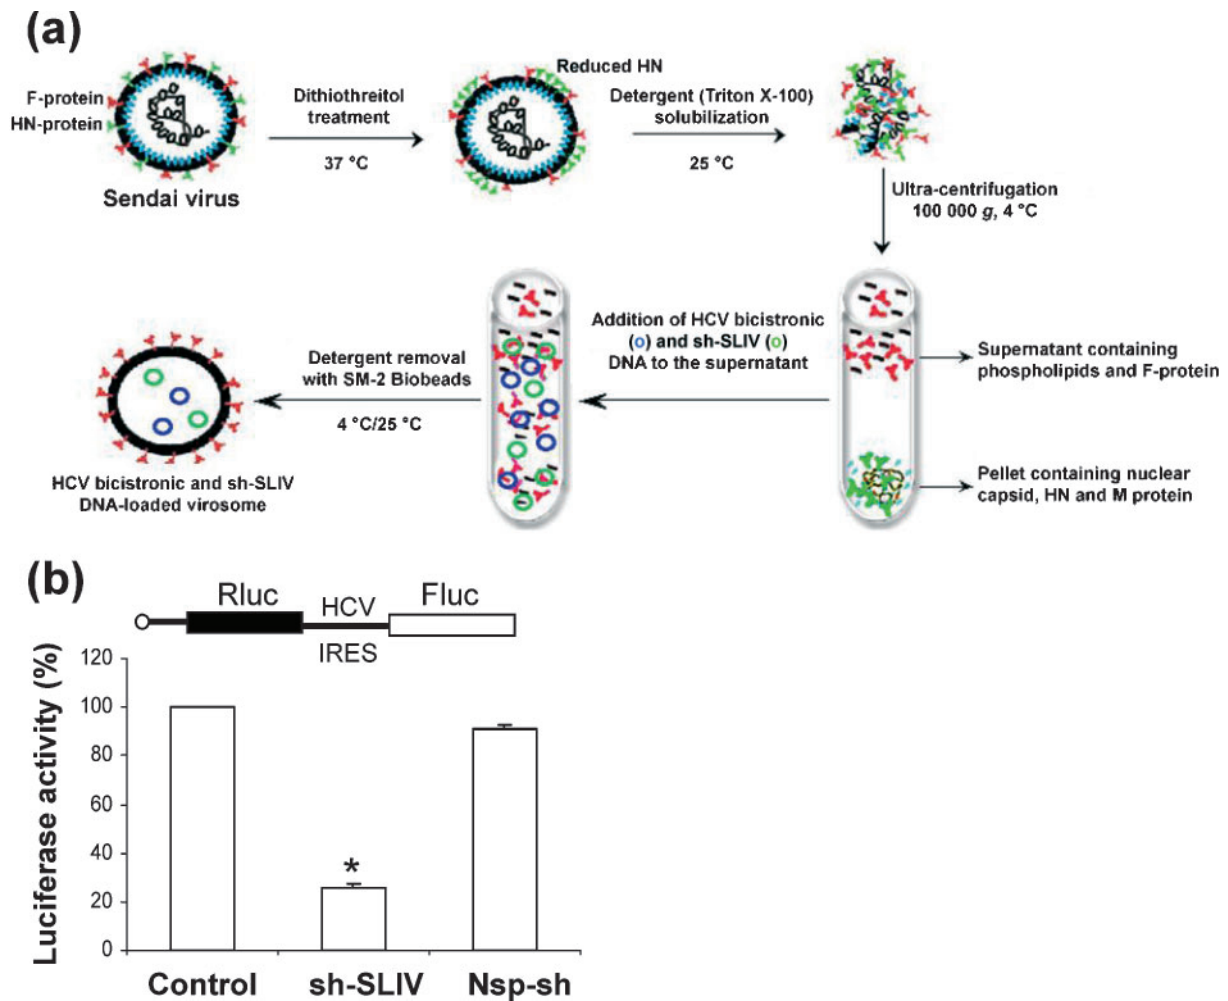 (a)
F-protein
HN-protein
Sendai virus
Dithiothreitol
treatment
37 °C
Reduced HN
Detergent (Triton X-100)
solubilization
25 °C
Ultra-centrifugation
100 000 g, 4 °C
Supernatant containing
phospholipids and F-protein
Pellet containing nuclear
capsid, HN and M protein
Addition of HCV bicistronic
(o) and sh-SLIV (o)
DNA to the supernatant
Detergent removal
with SM-2 Biobeads
4 °C/25 °C
HCV bicistronic and sh-SLIV
DNA-loaded virosome
(b)
Rluc
HCV
IRES
Fluc
Luciferase activity (%)
120
100
80
60
40
20
0
*
Control
sh-SLIV
Nsp-sh